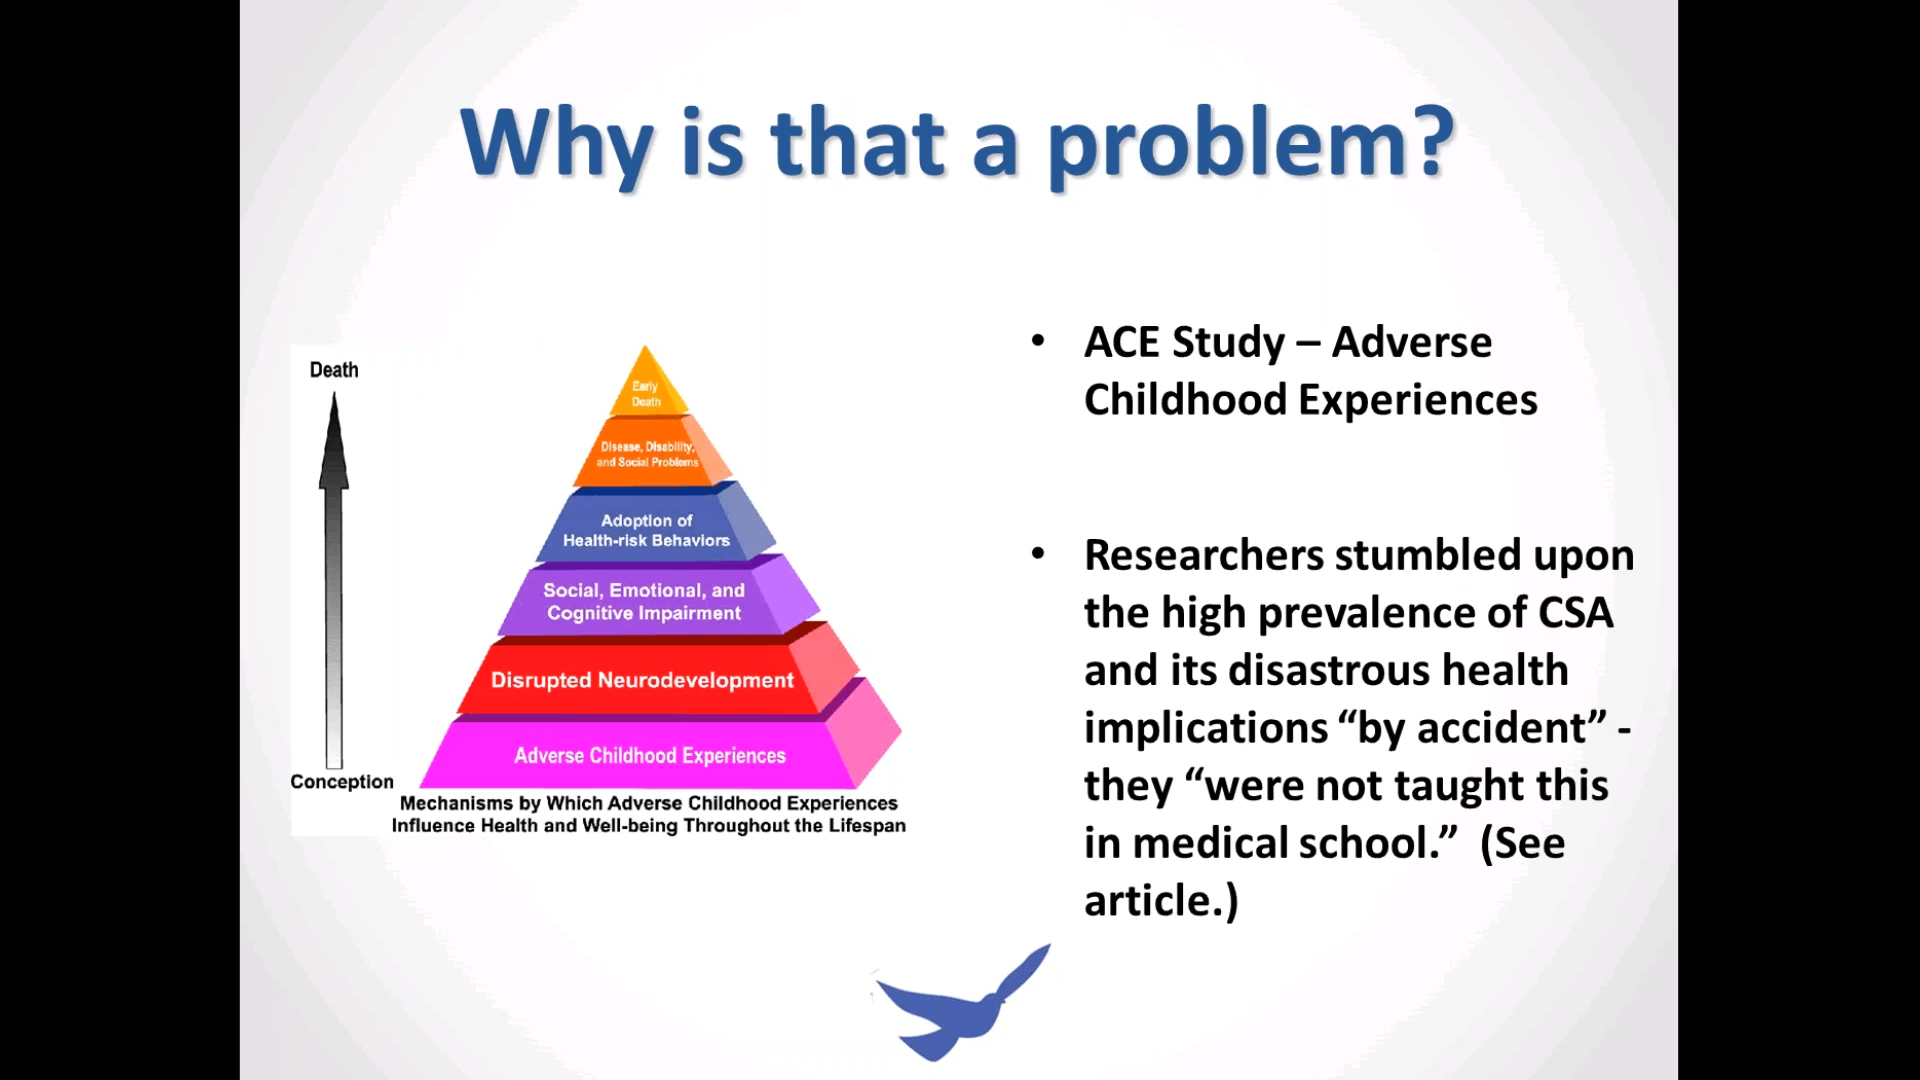 Why is that a problem?
Death
Early
Death
Disease, Disability,
and Social Problems
Adoption of
Health-risk Behaviors
Social, Emotional, and
Cognitive Impairment
Disrupted Neurodevelopment
Adverse Childhood Experiences
Conception
Mechanisms by Which Adverse Childhood Experiences
Influence Health and Well-being Throughout the Lifespan
• ACE Study – Adverse
Childhood Experiences
• Researchers stumbled upon
the high prevalence of CSA
and its disastrous health
implications “by accident” -
they “were not taught this
in medical school.” (See
article.)